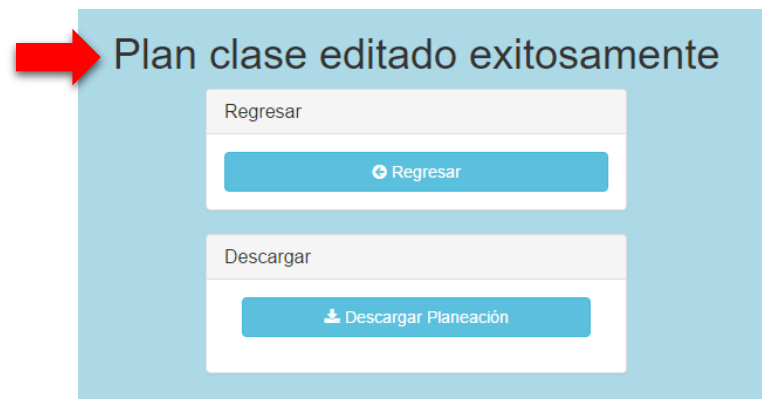 Plan clase editado exitosamente
Regresar
Regresar
Descargar
Descargar Planeación